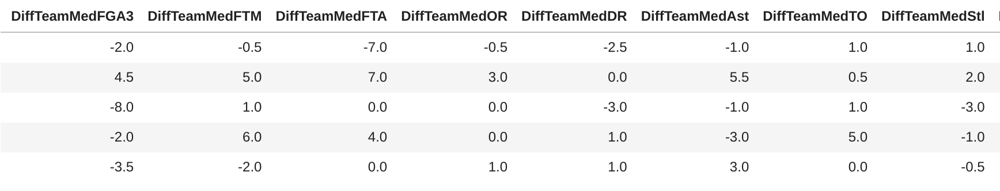 DiffTeamMedFGA3 DiffTeamMedFTM DiffTeamMedFTA DiffTeamMedOR DiffTeamMedDR DiffTeamMedAst DiffTeamMedTO DiffTeamMedStl
-2.0 -0.5 -7.0 -0.5 -2.5 -1.0 1.0 1.0
4.5 5.0 7.0 3.0 0.0 5.5 0.5 2.0
-8.0 1.0 0.0 0.0 -3.0 -1.0 1.0 -3.0
-2.0 6.0 4.0 0.0 1.0 -3.0 5.0 -1.0
-3.5 -2.0 0.0 1.0 1.0 3.0 0.0 -0.5